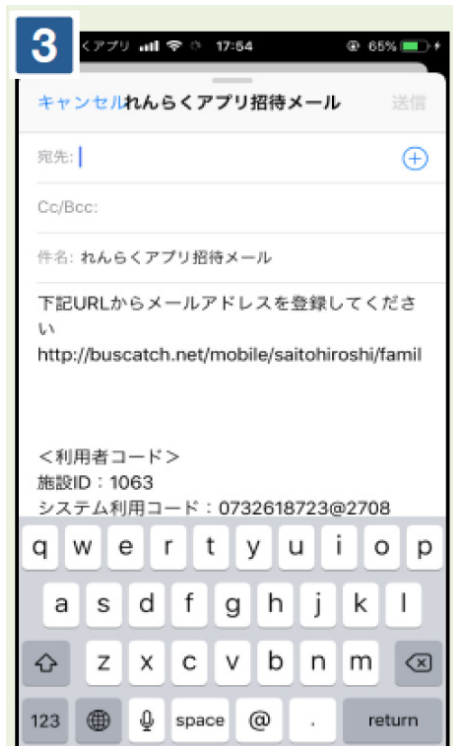 3
くアプリ 17:54 65%
キャンセル れんらくアプリ招待メール 送信
宛先:
Cc/Bcc:
件名: れんらくアプリ招待メール
下記URLからメールアドレスを登録してくださ
い
http://buscatch.net/mobile/saitohiroshi/famil
＜利用者コード＞
施設ID：1063
システム利用コード：0732618723@2708
q w e r t y u i o p
a s d f g h j k l
z x c v b n m
123 space @ . return